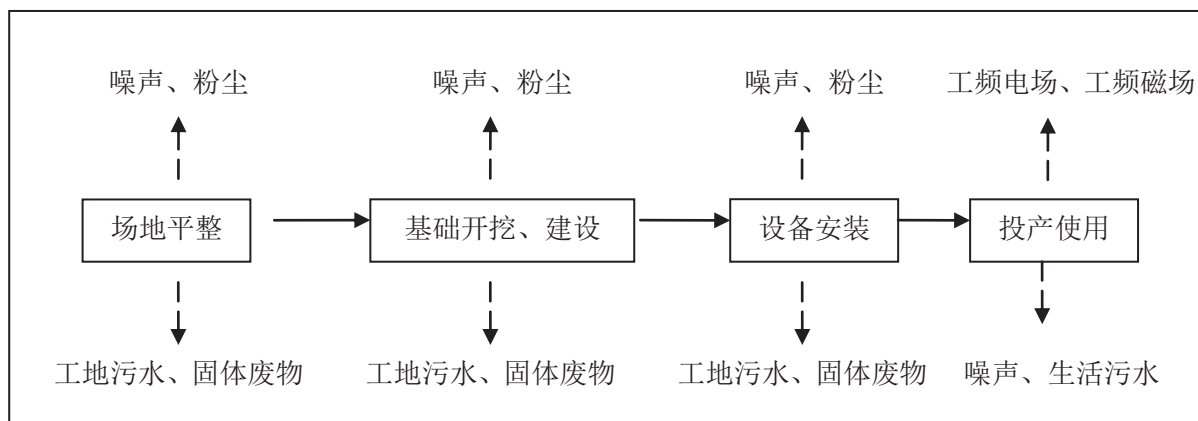 噪声、粉尘
噪声、粉尘
噪声、粉尘
工频电场、工频磁场
场地平整
基础开挖、建设
设备安装
投产使用
工地污水、固体废物
工地污水、固体废物
工地污水、固体废物
噪声、生活污水